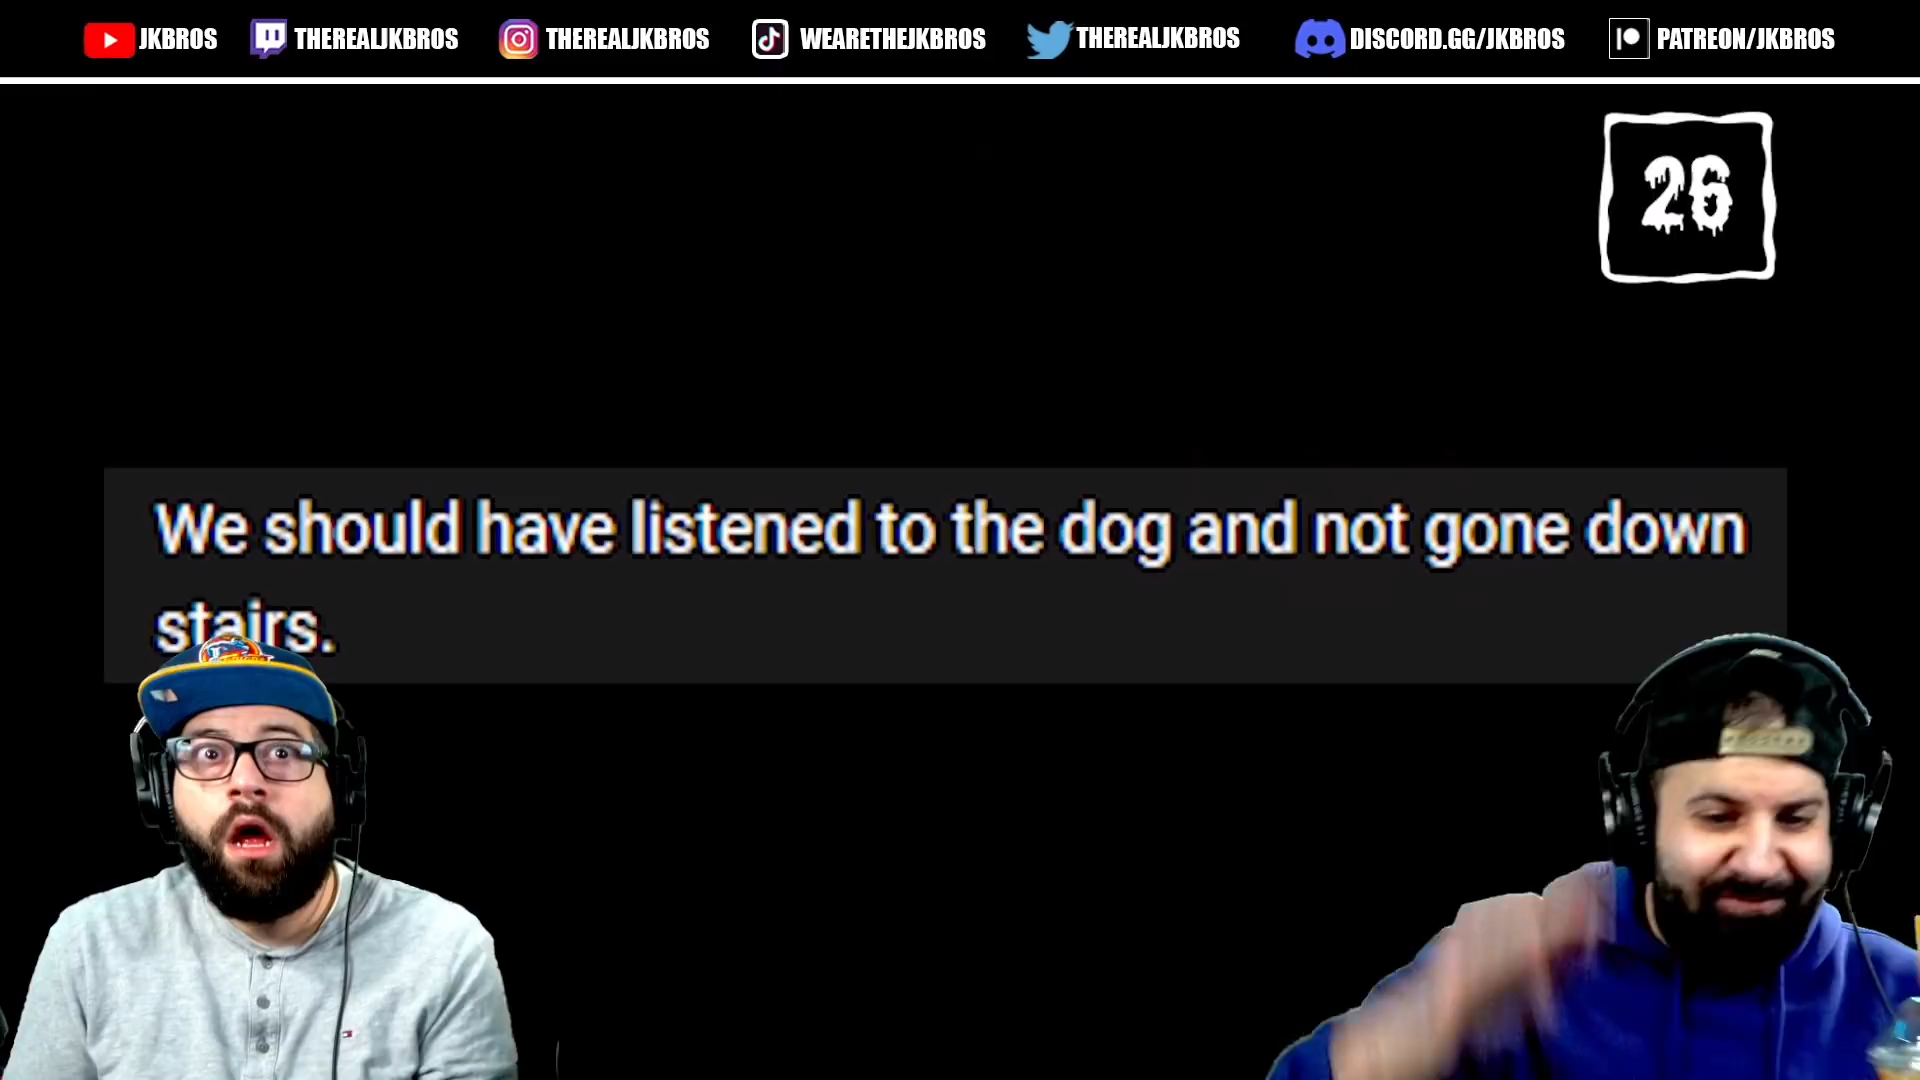 JKBROS THEREALJKBROS THEREALJKBROS WEARETHEJKBROS THEREALJKBROS DISCORD.GG/JKBROS PATREON/JKBROS
26
We should have listened to the dog and not gone down
stairs.